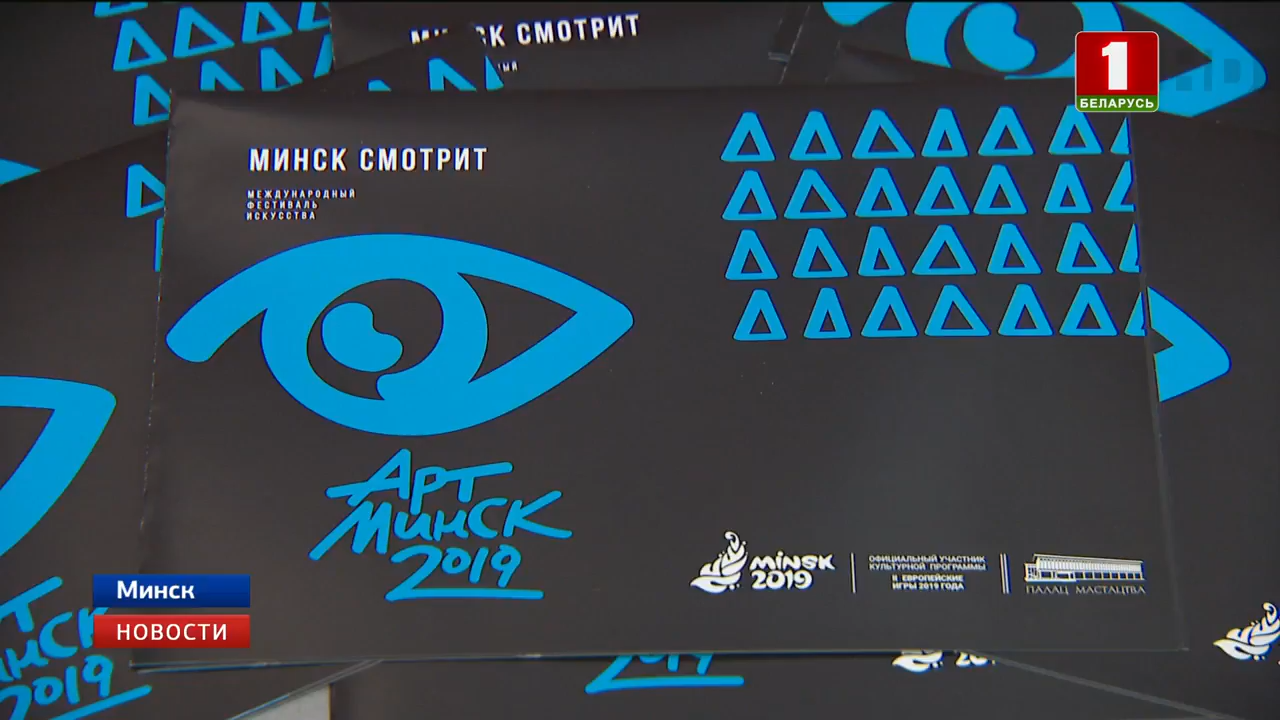 МИНСК СМОТРИТ
1
БЕЛАРУСЬ
МИНСК СМОТРИТ
МЕЖДУНАРОДНЫЙ
ФЕСТИВАЛЬ
ИСКУССТВА
АРТ
МИНСК
2019
MINSK
2019
ОФИЦИАЛЬНЫЙ УЧАСТНИК
КУЛЬТУРНОЙ ПРОГРАММЫ
II ЕВРОПЕЙСКИЕ
ИГРЫ 2019 ГОДА
ПАЛАЦ МАСТАЦТВА
Минск
НОВОСТИ
2019